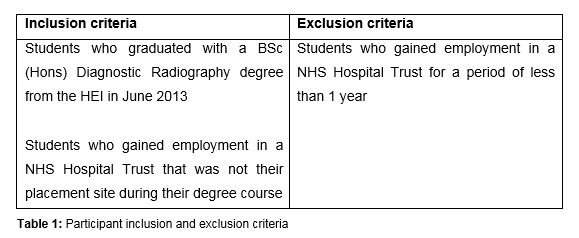 Inclusion criteria
Exclusion criteria
Students who graduated with a BSc
(Hons) Diagnostic Radiography degree
from the HEI in June 2013
Students who gained employment in a
NHS Hospital Trust that was not their
placement site during their degree course
Students who gained employment in a
NHS Hospital Trust for a period of less
than 1 year
Table 1: Participant inclusion and exclusion criteria